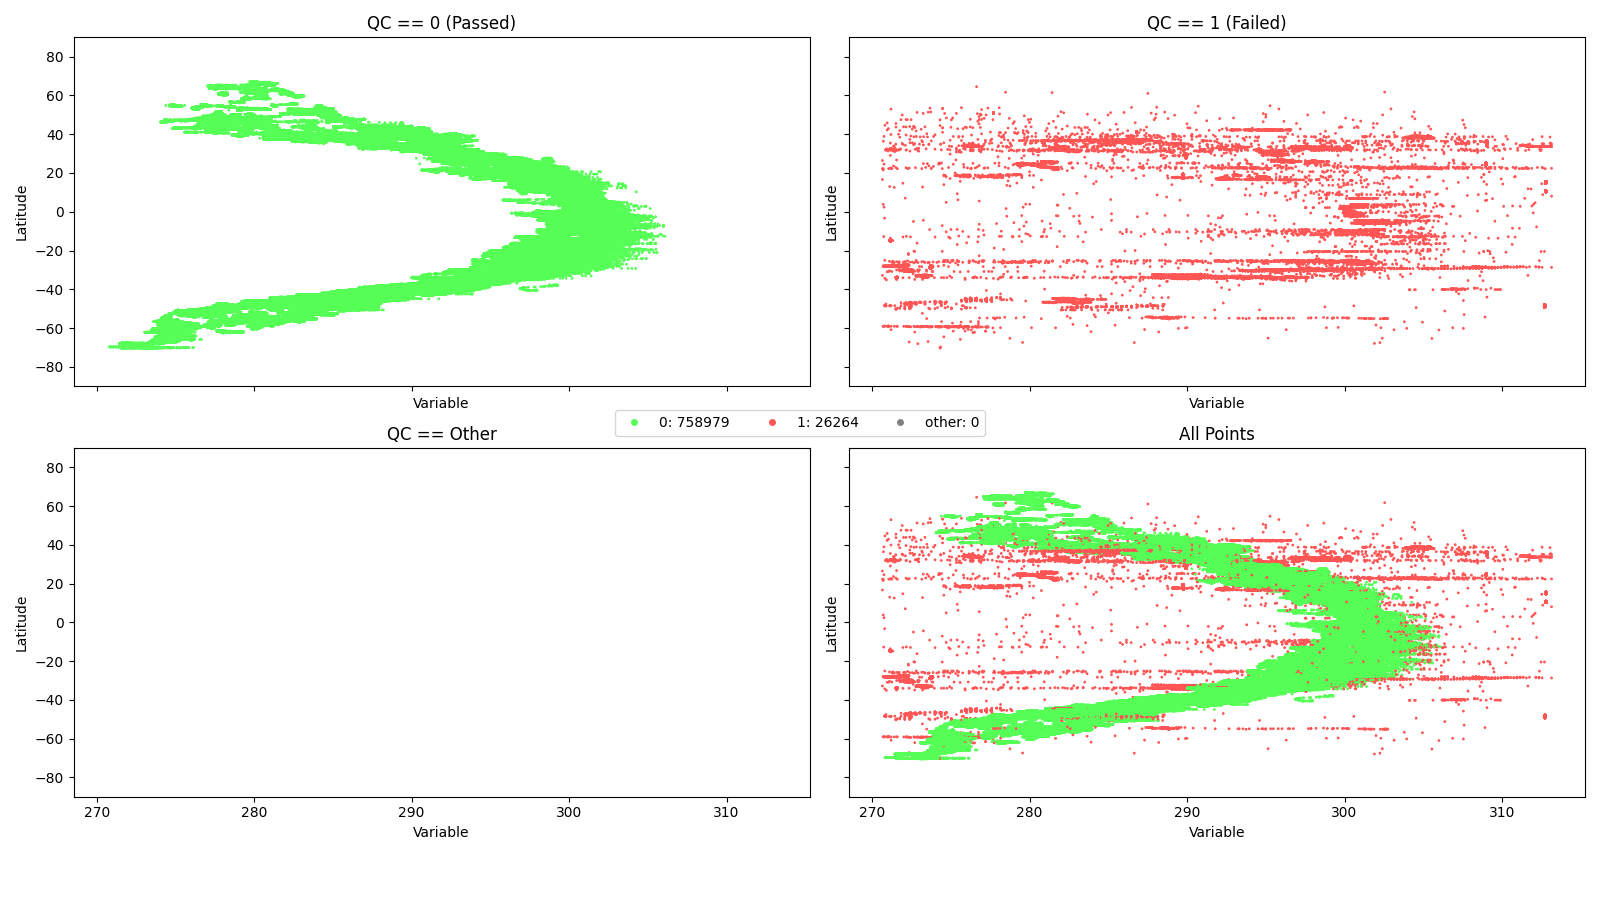 QC == 0 (Passed)
QC == 1 (Failed)
80
60
40
20
0
−20
−40
−60
−80
Latitude
Latitude
Variable
Variable
0: 758979 1: 26264 other: 0
QC == Other
All Points
80
60
40
20
0
−20
−40
−60
−80
Latitude
Latitude
270 280 290 300 310
270 280 290 300 310
Variable
Variable